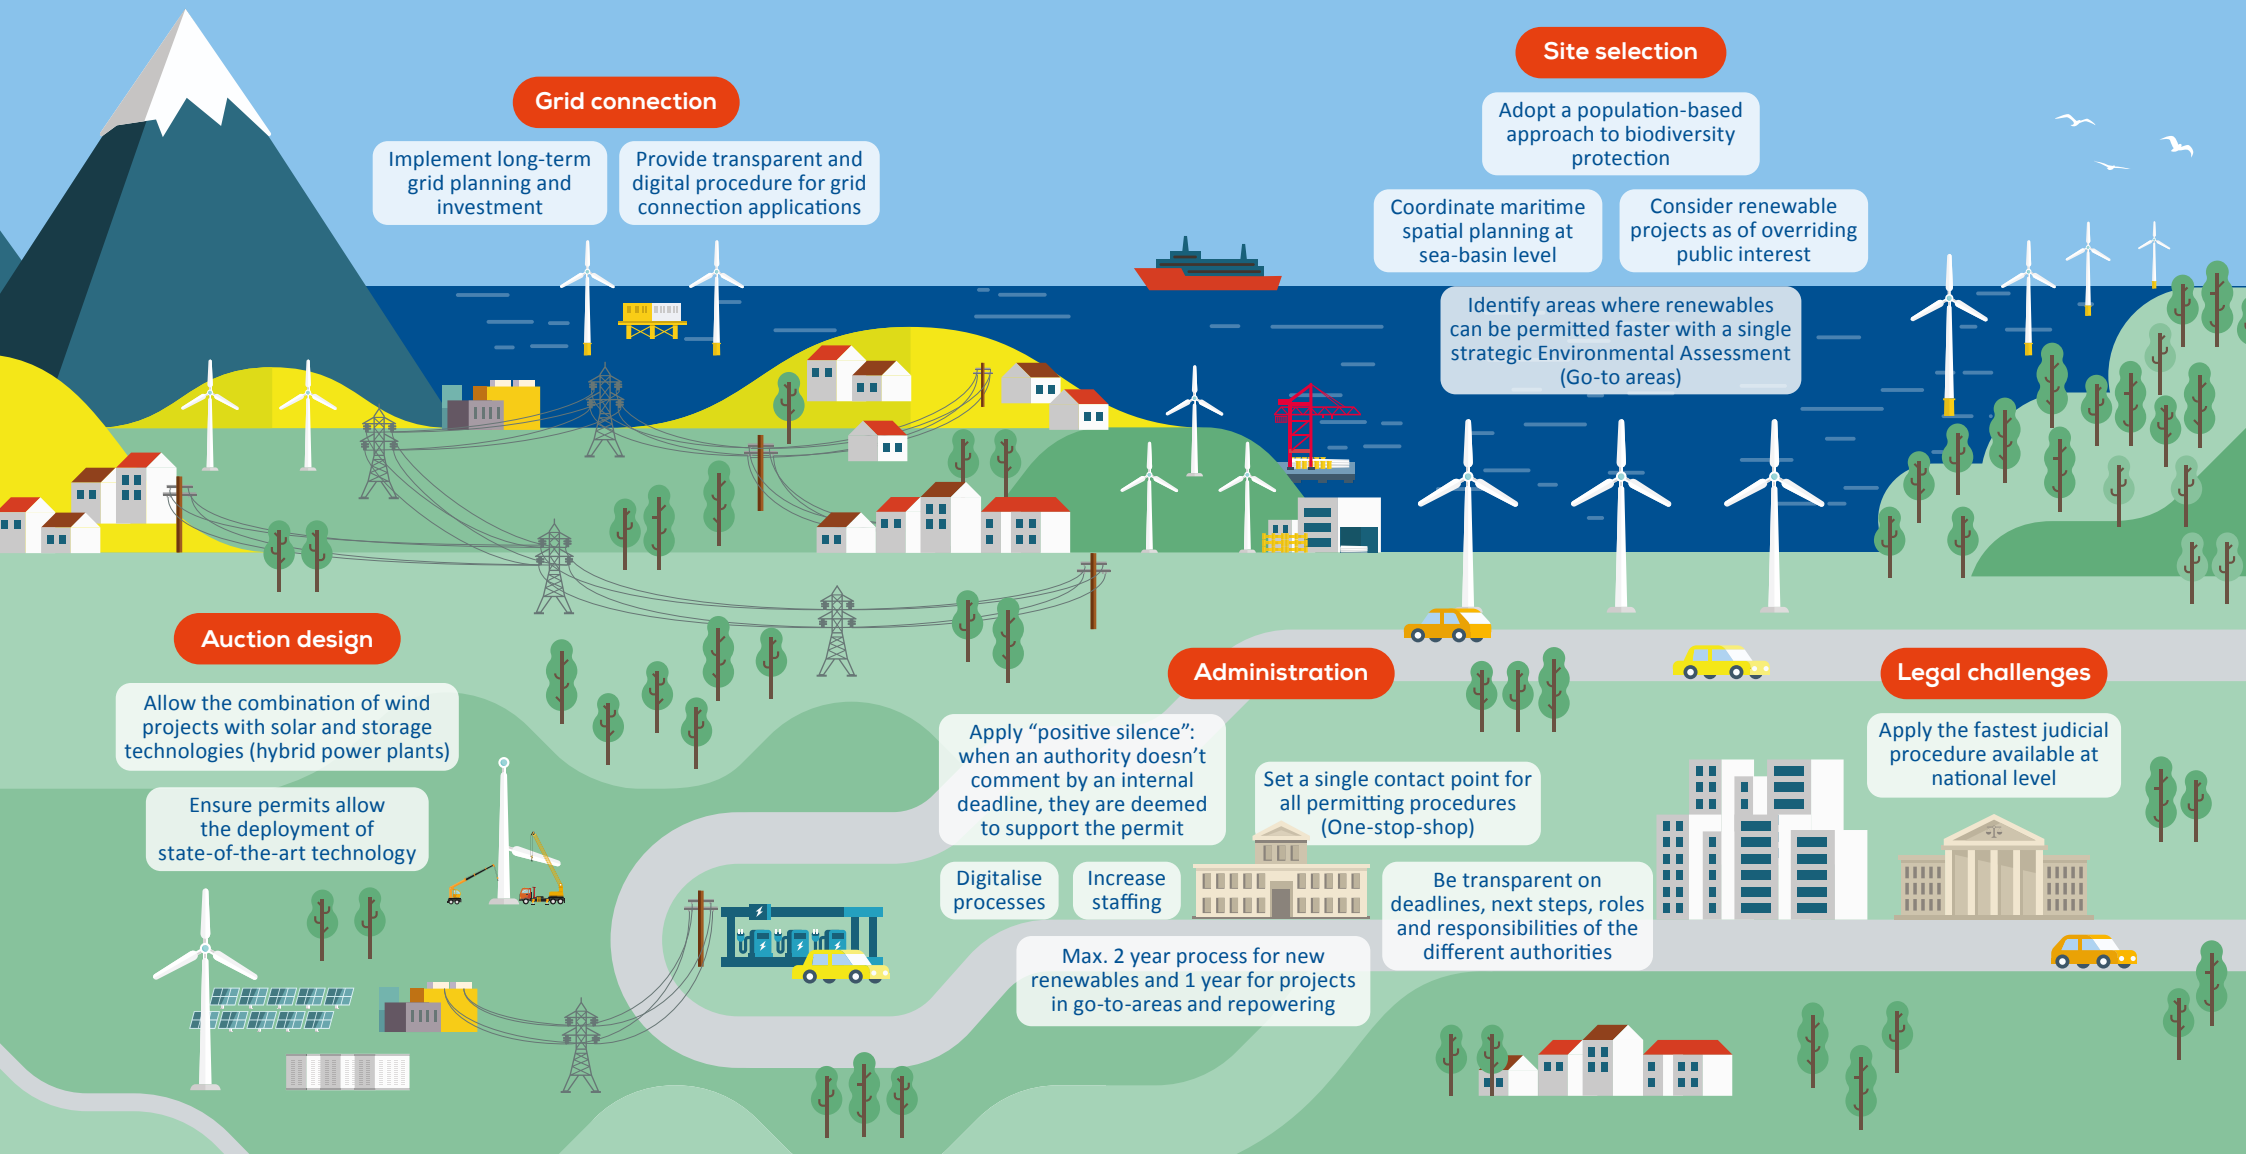 Grid connection
Implement long-term
grid planning and
investment
Provide transparent and
digital procedure for grid
connection applications
Site selection
Adopt a population-based
approach to biodiversity
protection
Coordinate maritime
spatial planning at
sea-basin level
Consider renewable
projects as of overriding
public interest
Identify areas where renewables
can be permitted faster with a single
strategic Environmental Assessment
(Go-to areas)
Auction design
Allow the combination of wind
projects with solar and storage
technologies (hybrid power plants)
Ensure permits allow
the deployment of
state-of-the-art technology
Administration
Apply “positive silence”:
when an authority doesn’t
comment by an internal
deadline, they are deemed
to support the permit
Set a single contact point for
all permitting procedures
(One-stop-shop)
Digitalise
processes
Increase
staffing
Be transparent on
deadlines, next steps, roles
and responsibilities of the
different authorities
Max. 2 year process for new
renewables and 1 year for projects
in go-to-areas and repowering
Legal challenges
Apply the fastest judicial
procedure available at
national level